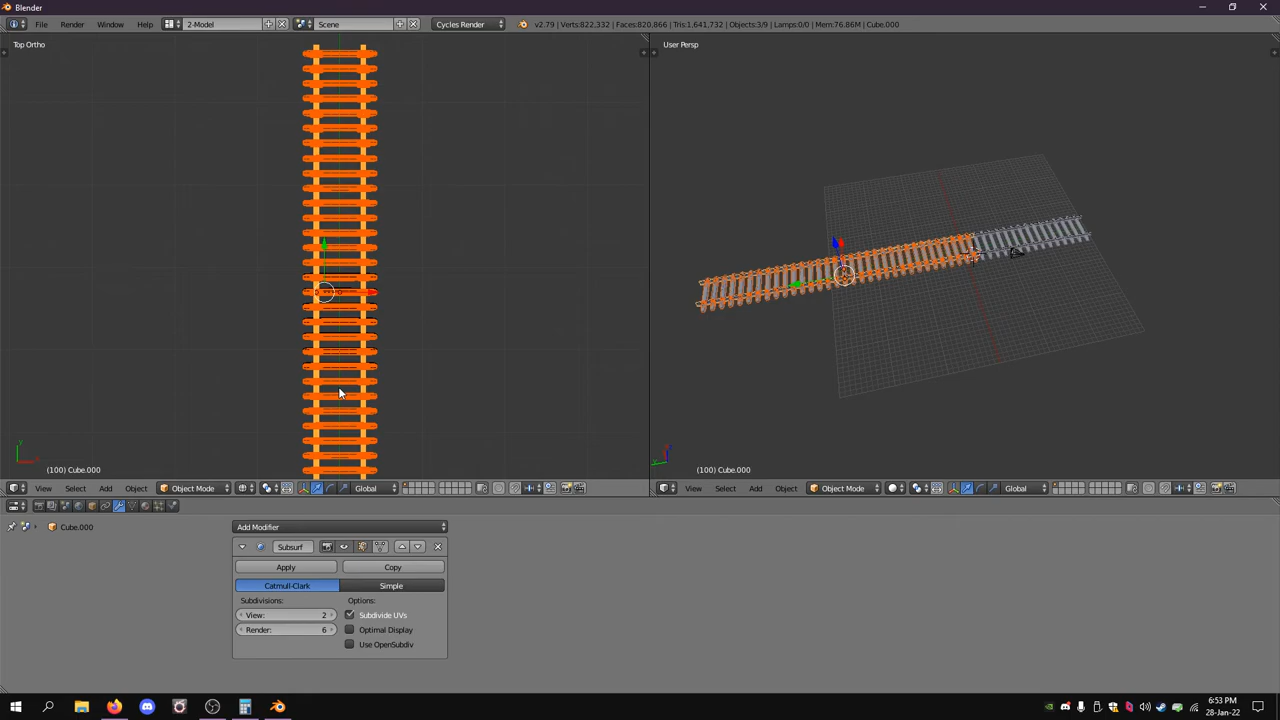 Blender
File
Render
Window
Help
2-Model
Scene
Cycles Render
v2.79 | Verts:822,332 | Faces:820,866 | Tris:1,641,732 | Objects:3/9 | Lamps:0/0 | Mem:76.86M | Cube.000
Top Ortho
User Persp
(100) Cube.000
(100) Cube.000
View
Select
Add
Object
Object Mode
Global
View
Select
Add
Object
Object Mode
Global
Cube.000
Add Modifier
Subsurf
Apply
Copy
Catmull-Clark
Simple
Subdivisions:
Options:
View: 2
Subdivide UVs
Render: 6
Optimal Display
Use OpenSubdiv
6:53 PM
28-Jan-22